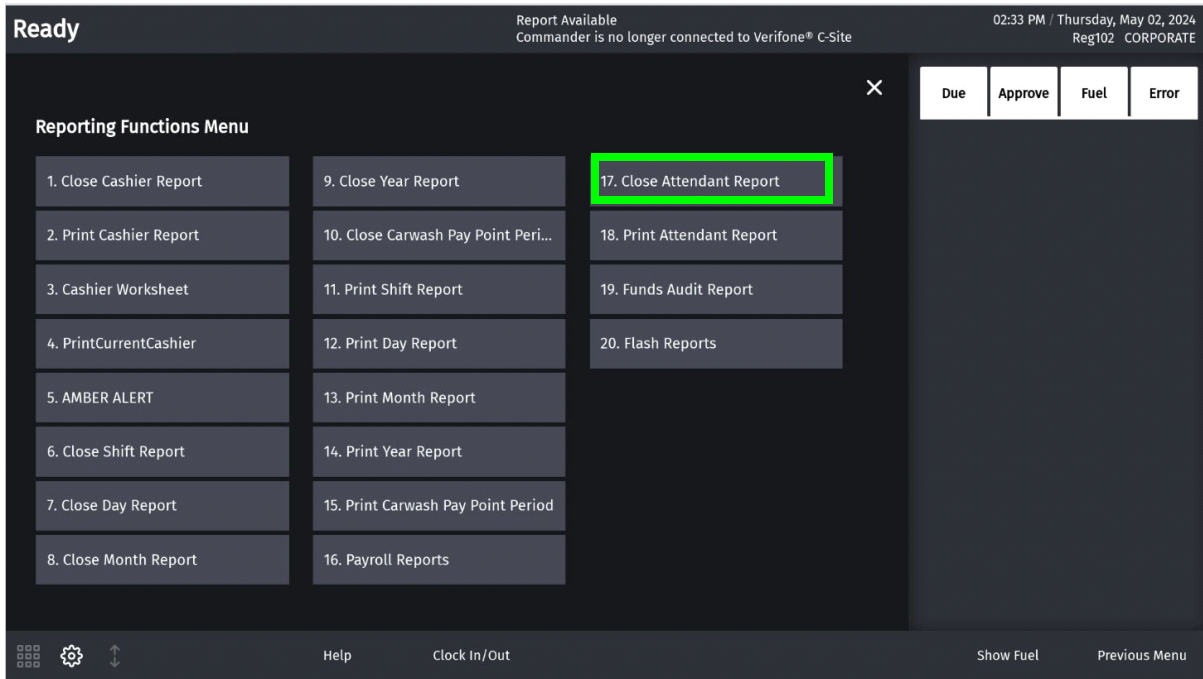 Ready
Report Available
Commander is no longer connected to Verifone® C-Site
02:33 PM / Thursday, May 02, 2024
Reg102 CORPORATE
Due
Approve
Fuel
Error
Reporting Functions Menu
1. Close Cashier Report
2. Print Cashier Report
3. Cashier Worksheet
4. PrintCurrentCashier
5. AMBER ALERT
6. Close Shift Report
7. Close Day Report
8. Close Month Report
9. Close Year Report
10. Close Carwash Pay Point Peri...
11. Print Shift Report
12. Print Day Report
13. Print Month Report
14. Print Year Report
15. Print Carwash Pay Point Period
16. Payroll Reports
17. Close Attendant Report
18. Print Attendant Report
19. Funds Audit Report
20. Flash Reports
Help
Clock In/Out
Show Fuel
Previous Menu